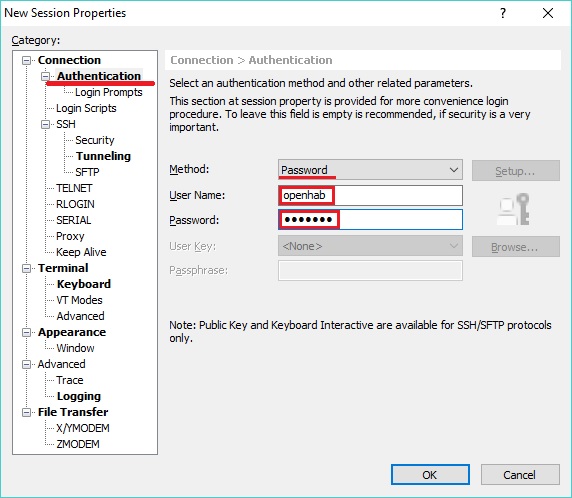 New Session Properties
?
Category:
Connection
Authentication
Login Prompts
Login Scripts
SSH
Security
Tunneling
SFTP
TELNET
RLOGIN
SERIAL
Proxy
Keep Alive
Terminal
Keyboard
VT Modes
Advanced
Appearance
Window
Advanced
Trace
Logging
File Transfer
X/YMODEM
ZMODEM
Connection > Authentication
Select an authentication method and other related parameters.
This section at session property is provided for more convenience login
procedure. To leave this field is empty is recommended, if security is a very
important.
Method: Password Setup...
User Name: openhab
Password: •••••••
User Key: <None> Browse...
Passphrase:
Note: Public Key and Keyboard Interactive are available for SSH/SFTP protocols
only.
OK Cancel